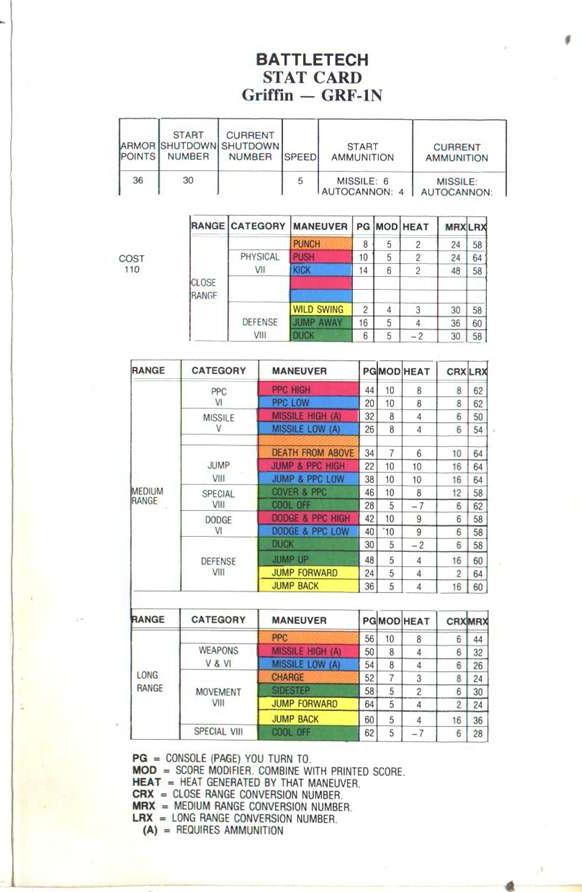 BATTLETECH
STAT CARD
Griffin — GRF-1N
ARMOR POINTS START SHUTDOWN NUMBER CURRENT SHUTDOWN NUMBER SPEED START AMMUNITION CURRENT AMMUNITION
36 30 5 MISSILE: 6 MISSILE:
AUTOCANNON: 4 AUTOCANNON:
COST
110
RANGE CATEGORY MANEUVER PG MOD HEAT MRX LRX
PUNCH 8 5 2 24 58
PHYSICAL PUSH 10 5 2 24 64
VII KICK 14 6 2 48 58
CLOSE
RANGE
WILD SWING 2 4 3 30 58
DEFENSE JUMP AWAY 16 5 4 36 60
VIII DUCK 6 5 –2 30 58
RANGE CATEGORY MANEUVER PG MOD HEAT CRX LRX
PPC PPC HIGH 44 10 8 8 62
VI PPC LOW 20 10 8 8 62
MISSILE MISSILE HIGH (A) 32 8 4 6 50
V MISSILE LOW (A) 26 8 4 6 54
DEATH FROM ABOVE 34 7 6 10 64
JUMP JUMP & PPC HIGH 22 10 10 16 64
VIII JUMP & PPC LOW 38 10 10 16 64
MEDIUM RANGE SPECIAL COVER & PPC 46 10 8 12 58
VIII COOL OFF 28 5 –7 6 62
DODGE DODGE & PPC HIGH 42 10 9 6 58
VI DODGE & PPC LOW 40 10 9 6 58
DUCK 30 5 –2 6 58
DEFENSE JUMP UP 48 5 4 16 60
VIII JUMP FORWARD 24 5 4 2 64
JUMP BACK 36 5 4 16 60
RANGE CATEGORY MANEUVER PG MOD HEAT CRX MRX
PPC 56 10 8 6 44
WEAPONS MISSILE HIGH (A) 50 8 4 6 32
V & VI MISSILE LOW (A) 54 8 4 6 26
LONG CHARGE 52 7 3 8 24
RANGE MOVEMENT SIDESTEP 58 5 2 6 30
VIII JUMP FORWARD 64 5 4 2 24
JUMP BACK 60 5 4 16 36
SPECIAL VIII COOL OFF 62 5 –7 6 28
PG = CONSOLE (PAGE) YOU TURN TO.
MOD = SCORE MODIFIER. COMBINE WITH PRINTED SCORE.
HEAT = HEAT GENERATED BY THAT MANEUVER.
CRX = CLOSE RANGE CONVERSION NUMBER.
MRX = MEDIUM RANGE CONVERSION NUMBER.
LRX = LONG RANGE CONVERSION NUMBER.
(A) = REQUIRES AMMUNITION